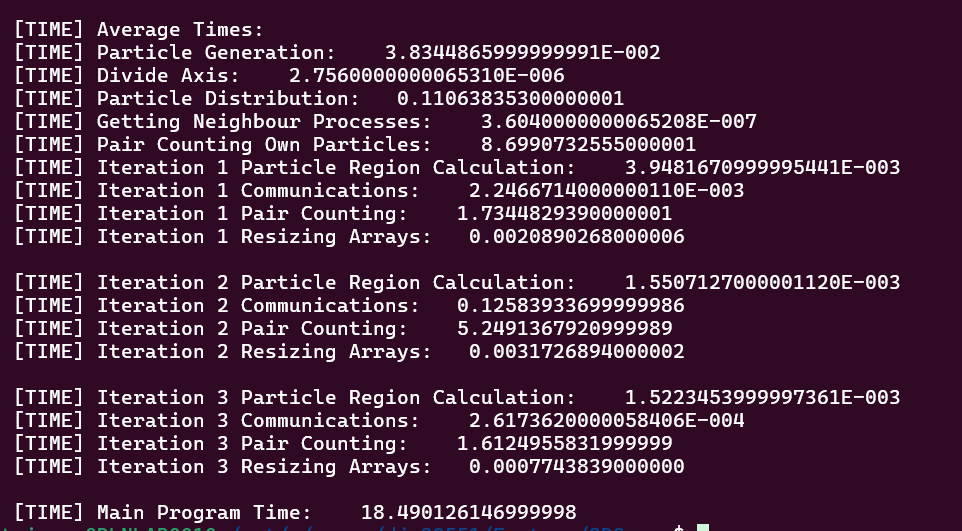 [TIME] Average Times:
[TIME] Particle Generation:    3.8344865999999991E-002
[TIME] Divide Axis:    2.7560000000065310E-006
[TIME] Particle Distribution:   0.11063835300000001
[TIME] Getting Neighbour Processes:    3.6040000000065208E-007
[TIME] Pair Counting Own Particles:    8.6990732555000001
[TIME] Iteration 1 Particle Region Calculation:    3.9481670999995441E-003
[TIME] Iteration 1 Communications:    2.2466714000000110E-003
[TIME] Iteration 1 Pair Counting:    1.7344829390000001
[TIME] Iteration 1 Resizing Arrays:   0.0020890268000006
[TIME] Iteration 2 Particle Region Calculation:    1.5507127000001120E-003
[TIME] Iteration 2 Communications:   0.12583933699999986
[TIME] Iteration 2 Pair Counting:    5.2491367920999989
[TIME] Iteration 2 Resizing Arrays:   0.0031726894000002
[TIME] Iteration 3 Particle Region Calculation:    1.5223453999997361E-003
[TIME] Iteration 3 Communications:    2.6173620000058406E-004
[TIME] Iteration 3 Pair Counting:    1.6124955831999999
[TIME] Iteration 3 Resizing Arrays:   0.0007743839000000
[TIME] Main Program Time:    18.490126146999998